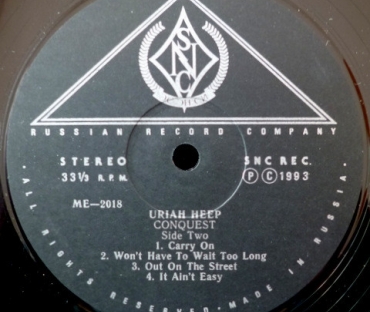 SNC
RUSSIAN RECORD COMPANY
STEREO
33⅓ R.P.M.
SNC REC.
Ⓟ Ⓒ 1993
ME—2018
URIAH HEEP
CONQUEST
Side Two
1. Carry On
2. Won't Have To Wait Too Long
3. Out On The Street
4. It Ain't Easy
· ALL RIGHTS RESERVED · MADE IN RUSSIA ·